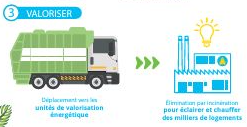 3 VALORISER
Déplacement vers les
unités de valorisation
énergétique
Élimination par incinération
pour éclairer et chauffer
des milliers de logements